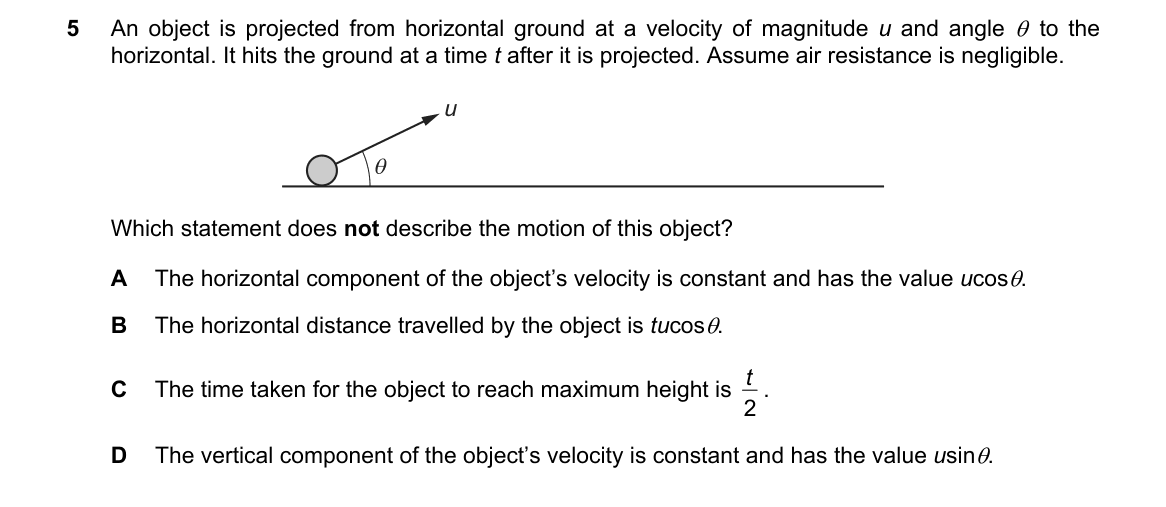 5 An object is projected from horizontal ground at a velocity of magnitude u and angle θ to the
horizontal. It hits the ground at a time t after it is projected. Assume air resistance is negligible.
u
θ
Which statement does not describe the motion of this object?
A The horizontal component of the object’s velocity is constant and has the value ucosθ.
B The horizontal distance travelled by the object is tucosθ.
C The time taken for the object to reach maximum height is t/2.
D The vertical component of the object’s velocity is constant and has the value usinθ.